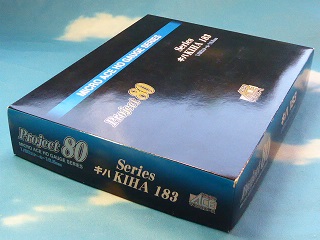 MICRO ACE HO GAUGE SERIES
Project 80
Series
キハ KIHA 183
Project 80
MICRO ACE HO GAUGE SERIES
Series
キハ KIHA 183
ACE